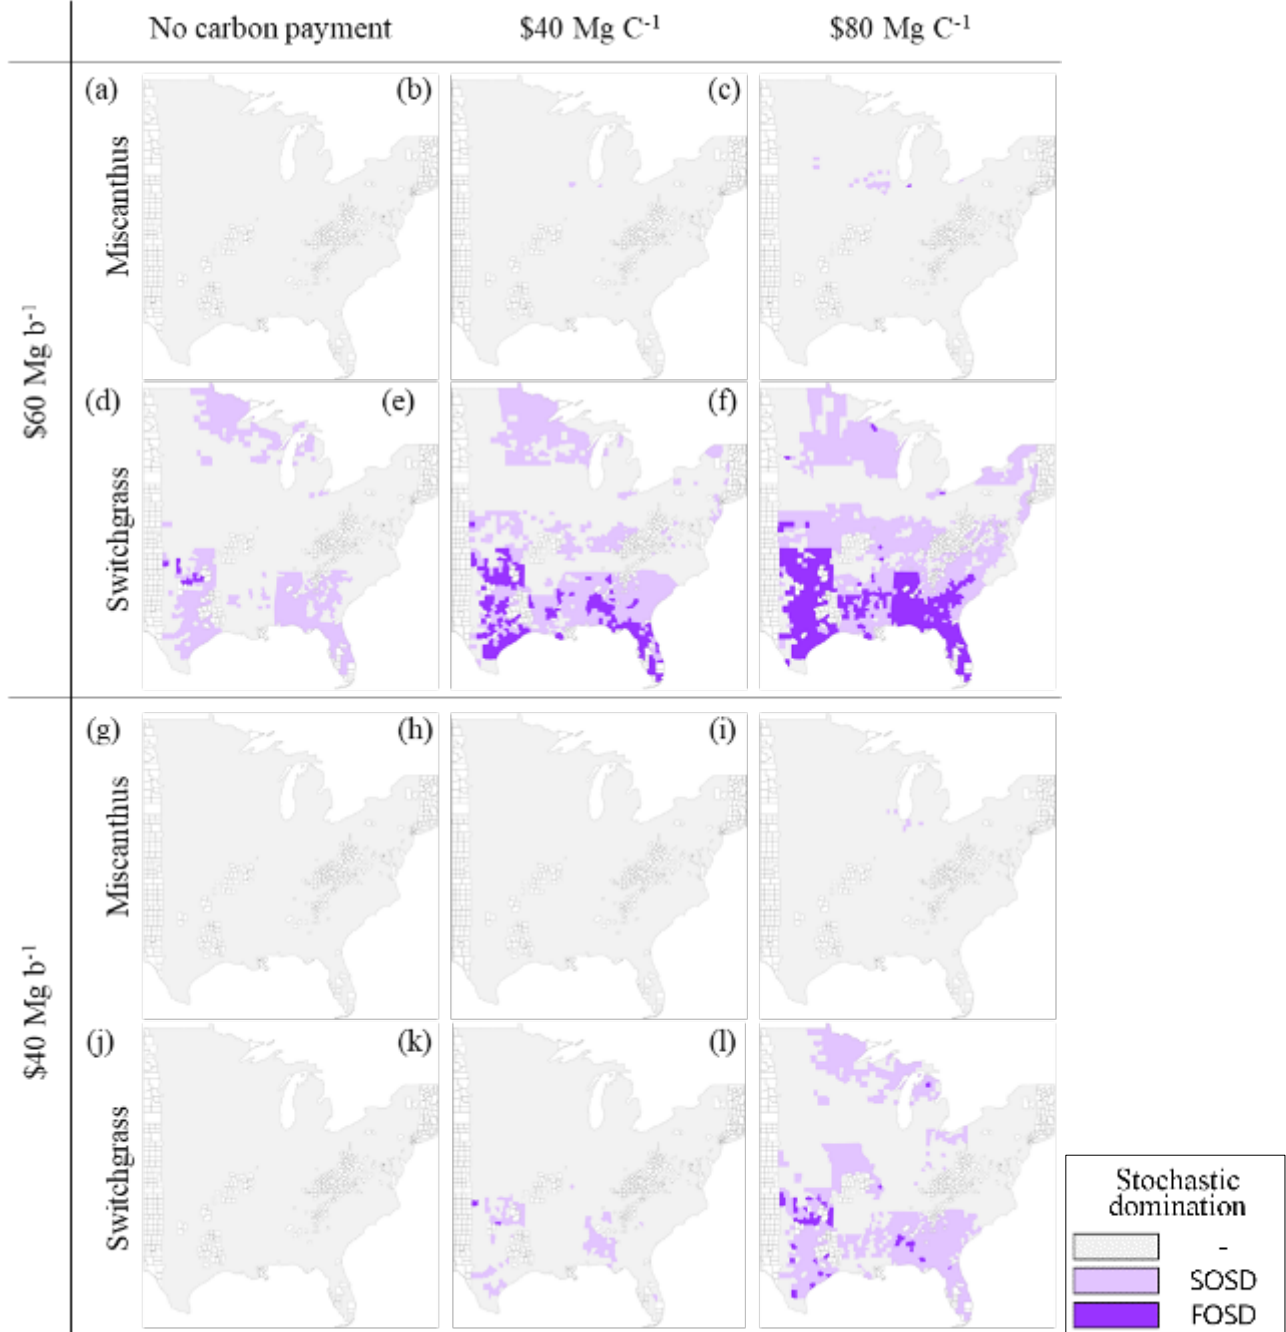 No carbon payment $40 Mg C⁻¹ $80 Mg C⁻¹
$60 Mg b⁻¹
Miscanthus
(a) (b) (c)
Switchgrass
(d) (e) (f)
$40 Mg b⁻¹
Miscanthus
(g) (h) (i)
Switchgrass
(j) (k) (l)
Stochastic
domination
-
SOSD
FOSD